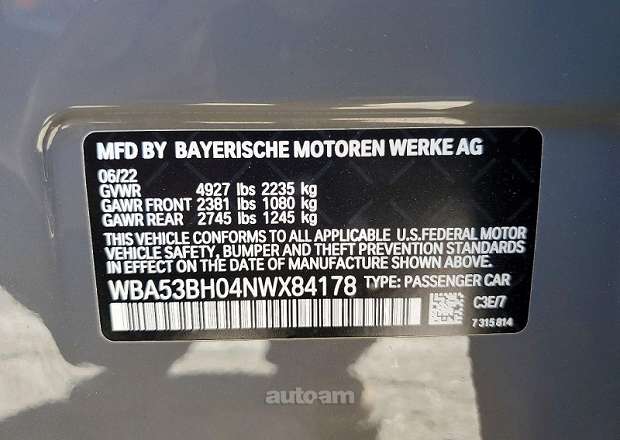 MFD BY BAYERISCHE MOTOREN WERKE AG
06/22
GVWR 4927 lbs 2235 kg
GAWR FRONT 2381 lbs 1080 kg
GAWR REAR 2745 lbs 1245 kg
THIS VEHICLE CONFORMS TO ALL APPLICABLE U.S.FEDERAL MOTOR
VEHICLE SAFETY, BUMPER AND THEFT PREVENTION STANDARDS
IN EFFECT ON THE DATE OF MANUFACTURE SHOWN ABOVE.
WBA53BH04NWX84178 TYPE: PASSENGER CAR
C3E/7
7 315 814
auto.am